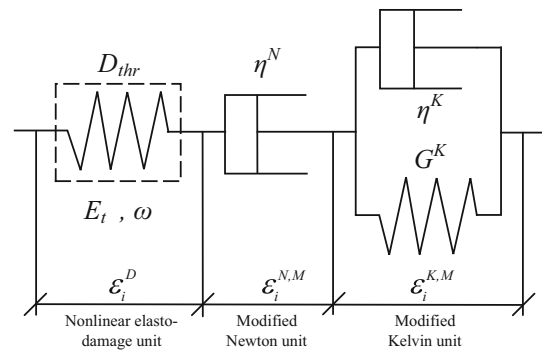 D_thr
η^N
η^K
G^K
E_t , ω
ε_i^D
ε_i^{N,M}
ε_i^{K,M}
Nonlinear elasto-
damage unit
Modified
Newton unit
Modified
Kelvin unit